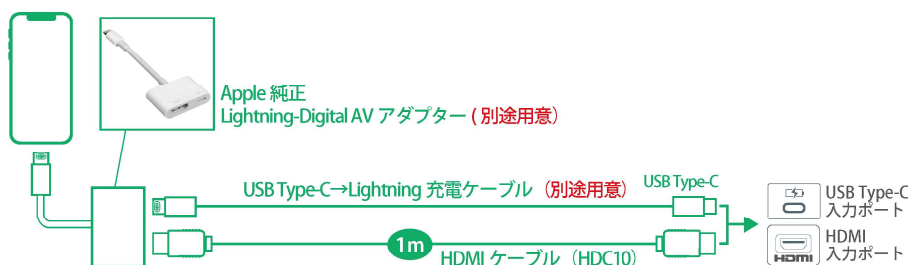 Apple 純正
Lightning-Digital AV アダプター ( 別途用意)
USB Type-C→Lightning 充電ケーブル (別途用意)
USB Type-C
USB Type-C
入力ポート
1m
HDMI ケーブル (HDC10)
HDMI
HDMI
入力ポート